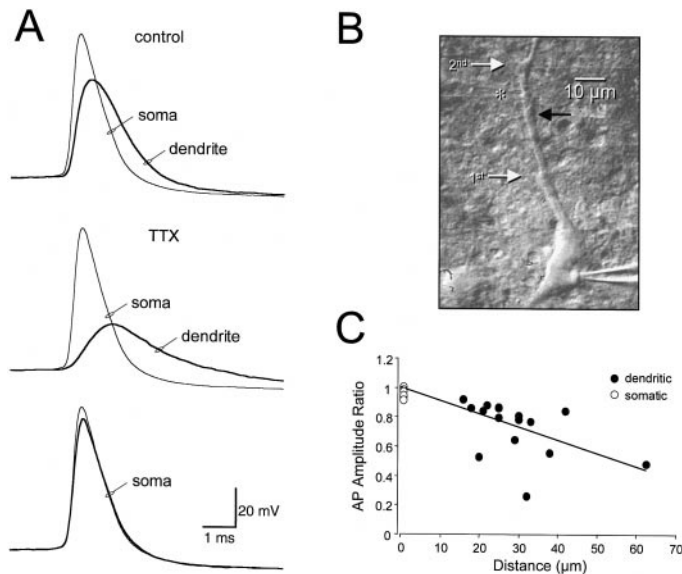 A
control
soma
dendrite
TTX
soma
dendrite
soma
20 mV
1 ms
B
2nd
*
10 µm
1st
C
1.2
1
0.8
0.6
0.4
0.2
0
AP Amplitude Ratio
dendritic
somatic
0 10 20 30 40 50 60 70
Distance (µm)